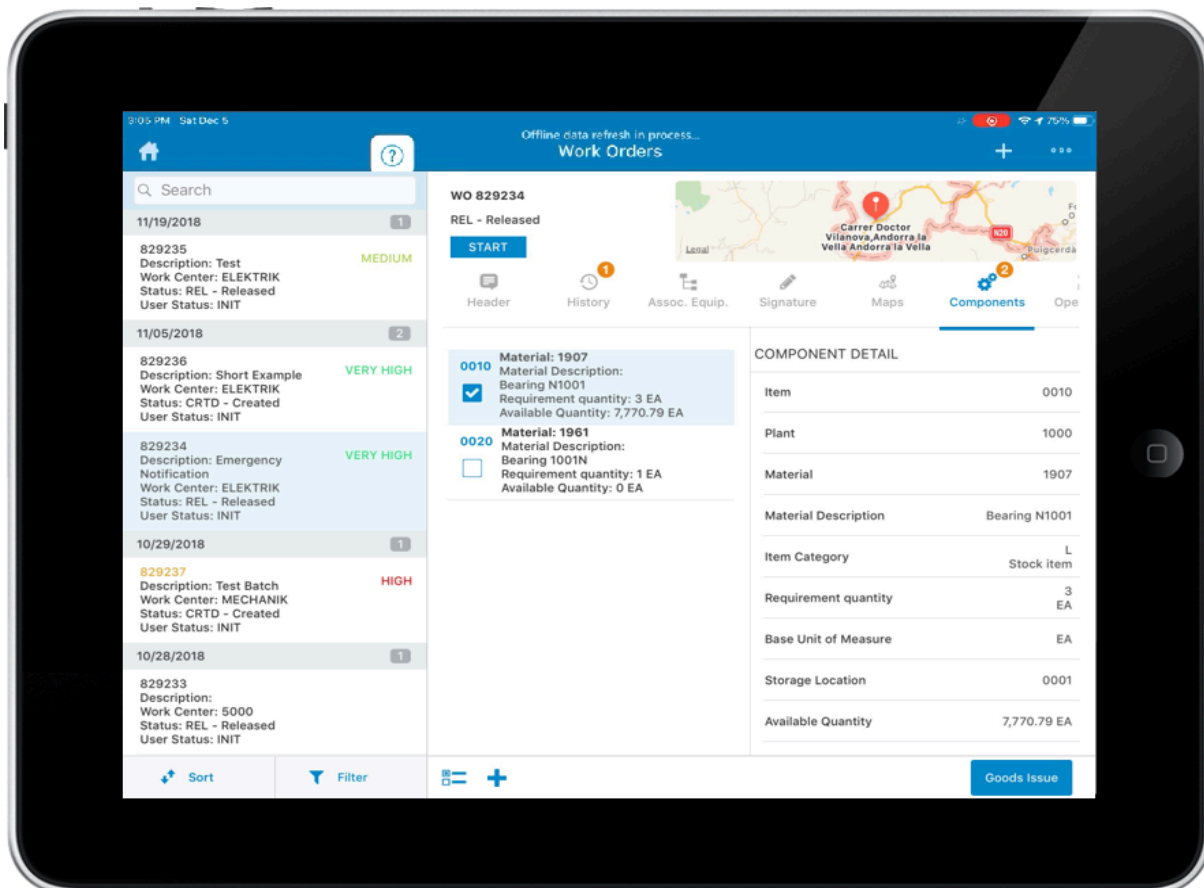 3:05 PM Sat Dec 5
75%
Offline data refresh in process...
Work Orders
Search
11/19/2018 1
829235
MEDIUM
Description: Test
Work Center: ELEKTRIK
Status: REL - Released
User Status: INIT
11/05/2018 2
829236
VERY HIGH
Description: Short Example
Work Center: ELEKTRIK
Status: CRTD - Created
User Status: INIT
829234
VERY HIGH
Description: Emergency
Notification
Work Center: ELEKTRIK
Status: REL - Released
User Status: INIT
10/29/2018 1
829237
HIGH
Description: Test Batch
Work Center: MECHANIK
Status: CRTD - Created
User Status: INIT
10/28/2018 1
829233
Description:
Work Center: 5000
Status: REL - Released
User Status: INIT
Sort
Filter
WO 829234
REL - Released
START
Legal
Carrer Doctor
Vilanova,Andorra la
Vella Andorra la Vella
N20
Puigcerdà
Header
1
History
Assoc. Equip.
Signature
Maps
2
Components
Ope
0010
Material: 1907
Material Description:
Bearing N1001
Requirement quantity: 3 EA
Available Quantity: 7,770.79 EA
0020
Material: 1961
Material Description:
Bearing 1001N
Requirement quantity: 1 EA
Available Quantity: 0 EA
COMPONENT DETAIL
Item 0010
Plant 1000
Material 1907
Material Description Bearing N1001
Item Category L
Stock item
Requirement quantity 3
EA
Base Unit of Measure EA
Storage Location 0001
Available Quantity 7,770.79 EA
Goods Issue